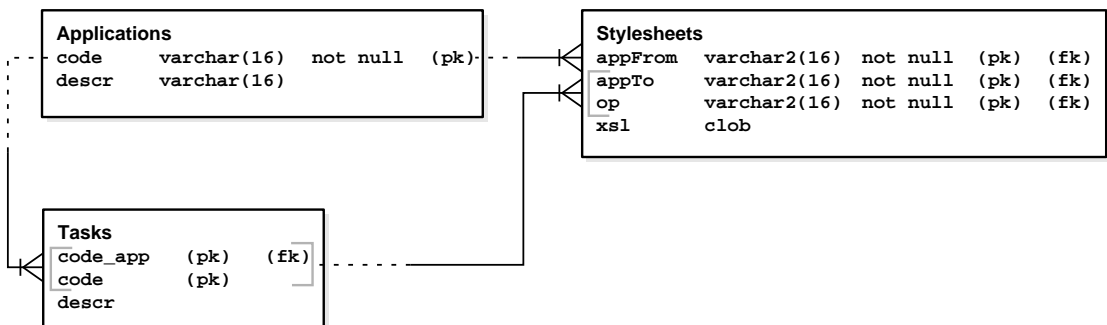 Applications
code varchar(16) not null (pk)
descr varchar(16)
Stylesheets
appFrom varchar2(16) not null (pk) (fk)
appTo varchar2(16) not null (pk) (fk)
op varchar2(16) not null (pk) (fk)
xsl clob
Tasks
code_app (pk) (fk)
code (pk)
descr